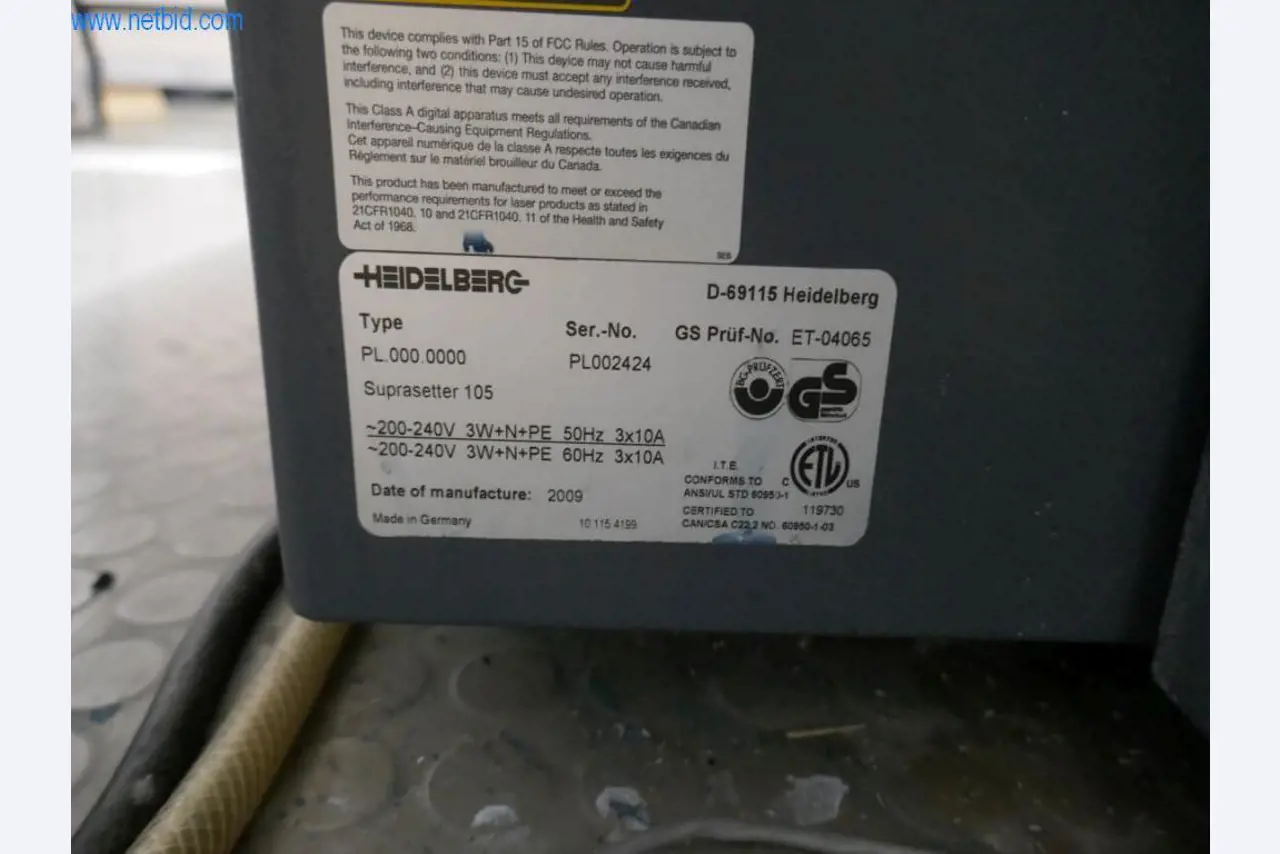 www.netbid.com
This device complies with Part 15 of FCC Rules. Operation is subject to
the following two conditions: (1) This device may not cause harmful
interference, and (2) this device must accept any interference received,
including interference that may cause undesired operation.
This Class A digital apparatus meets all requirements of the Canadian
Interference-Causing Equipment Regulations.
Cet appareil numérique de la classe A respecte toutes les exigences du
Règlement sur le matériel brouilleur du Canada.
This product has been manufactured to meet or exceed the
performance requirements for laser products as stated in
21CFR1040. 10 and 21CFR1040. 11 of the Health and Safety
Act of 1968.
HEIDELBERG
D-69115 Heidelberg
Type
Ser.-No.
GS Prüf-No. ET-04065
PL.000.0000
PL002424
BG-PRÜFZERT
GS
Suprasetter 105
~200-240V 3W+N+PE 50Hz 3x10A
~200-240V 3W+N+PE 60Hz 3x10A
I.T.E.
CONFORMS TO
ANSI/UL STD 60950-1
C ETL US
Date of manufacture: 2009
CERTIFIED TO 119730
CAN/CSA C22.2 NO. 60950-1-03
Made in Germany
10.115.4199